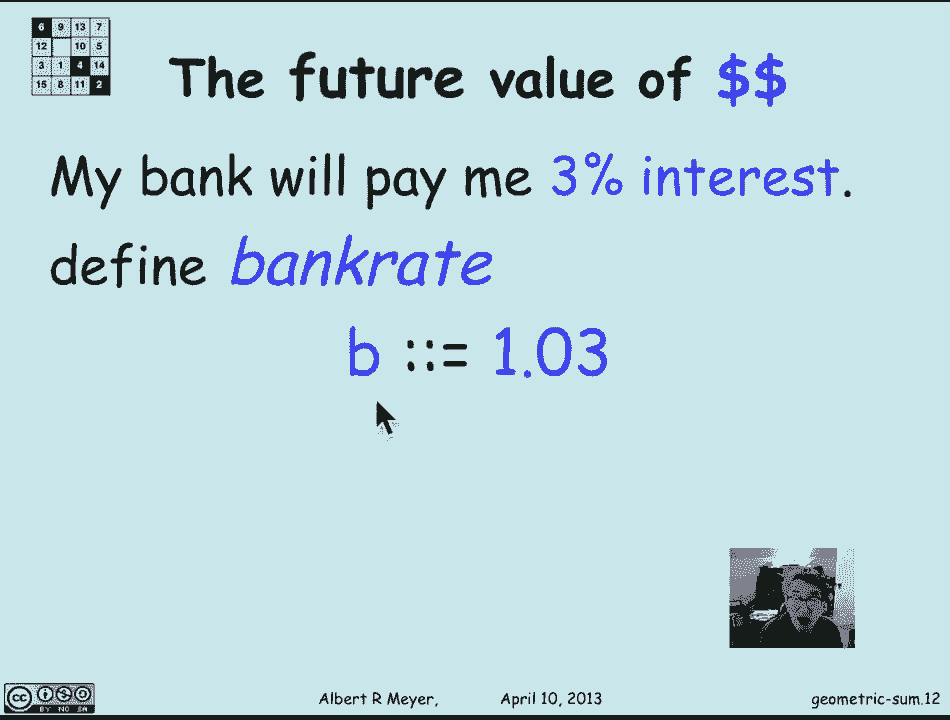 6 9 13 7
12 10 5
3 1 4 14
15 8 11 2
The future value of $$
My bank will pay me 3% interest.
define bankrate
b ::= 1.03
cc
BY NC SA
Albert R Meyer, April 10, 2013 geometric-sum.12